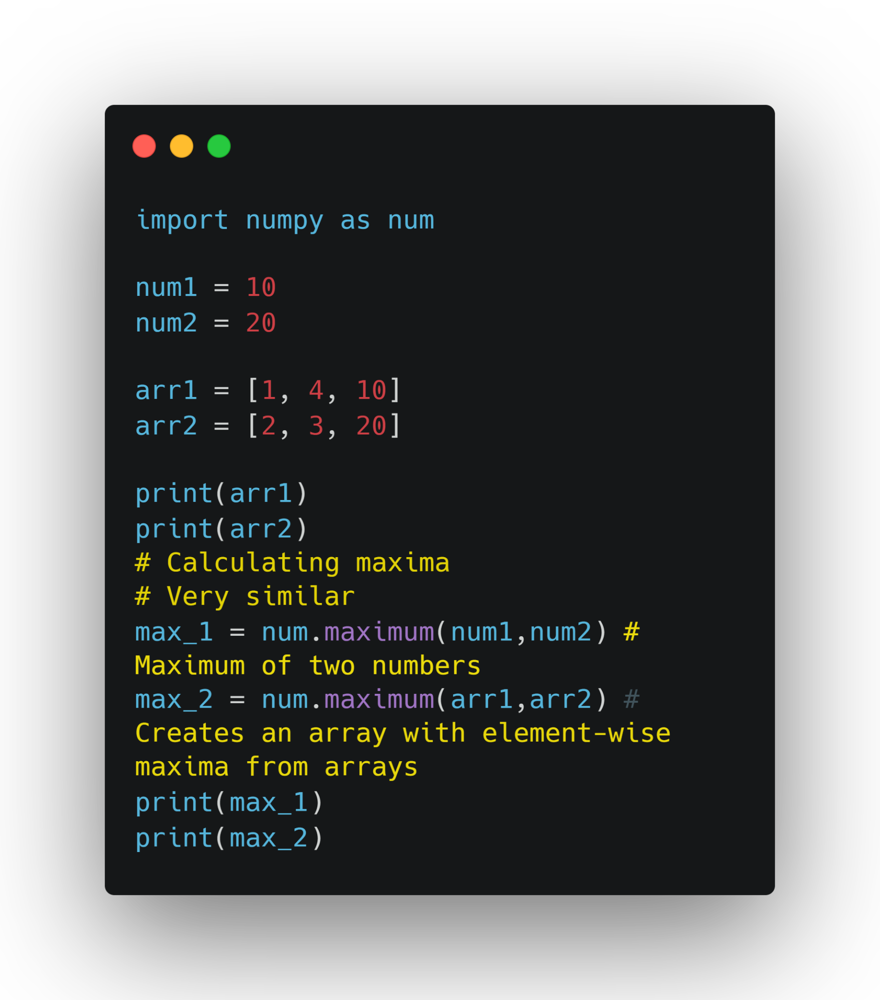 import numpy as num
num1 = 10
num2 = 20
arr1 = [1, 4, 10]
arr2 = [2, 3, 20]
print(arr1)
print(arr2)
# Calculating maxima
# Very similar
max_1 = num.maximum(num1,num2) #
Maximum of two numbers
max_2 = num.maximum(arr1,arr2) #
Creates an array with element-wise
maxima from arrays
print(max_1)
print(max_2)